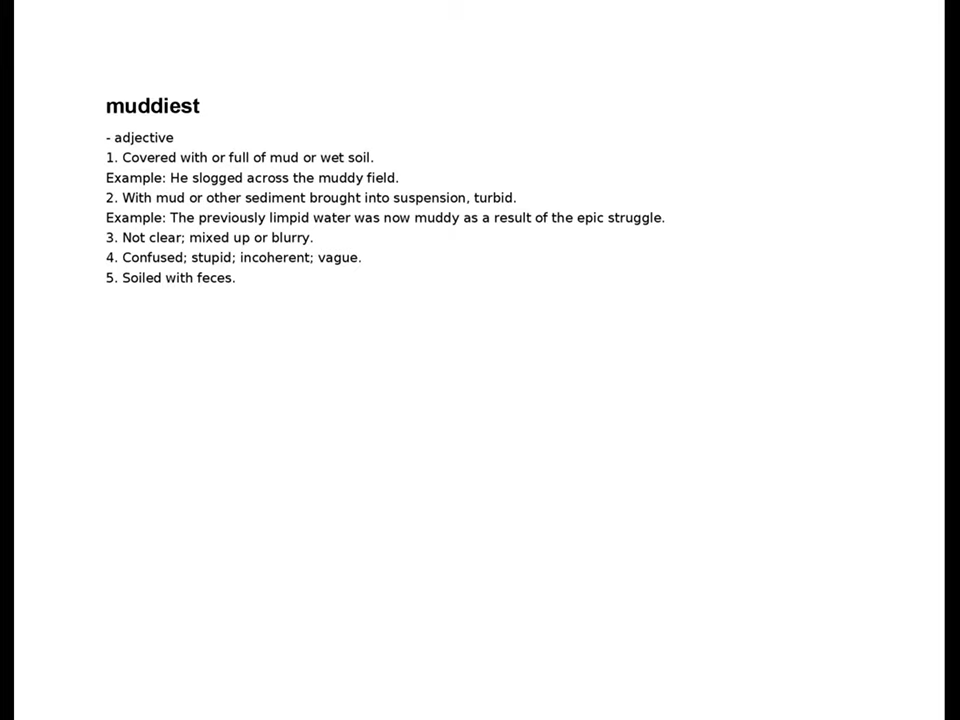 muddiest
- adjective
1. Covered with or full of mud or wet soil.
Example: He slogged across the muddy field.
2. With mud or other sediment brought into suspension, turbid.
Example: The previously limpid water was now muddy as a result of the epic struggle.
3. Not clear; mixed up or blurry.
4. Confused; stupid; incoherent; vague.
5. Soiled with feces.